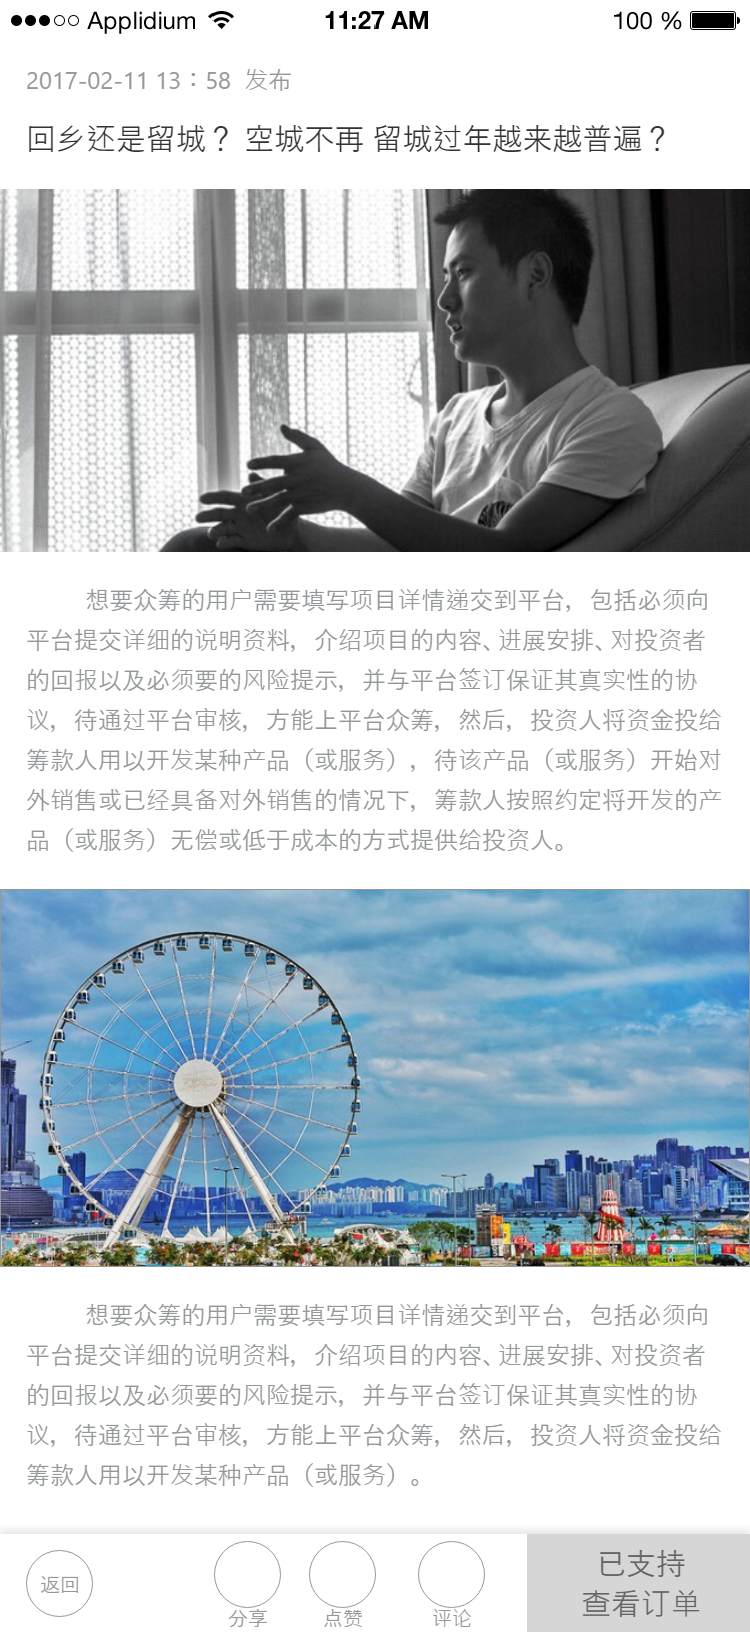 Applidium 11:27 AM 100 %
2017-02-11 13：58 发布
回乡还是留城？ 空城不再 留城过年越来越普遍？
想要众筹的用户需要填写项目详情递交到平台，包括必须向
平台提交详细的说明资料，介绍项目的内容、进展安排、对投资者
的回报以及必须要的风险提示，并与平台签订保证其真实性的协
议，待通过平台审核，方能上平台众筹，然后，投资人将资金投给
筹款人用以开发某种产品（或服务），待该产品（或服务）开始对
外销售或已经具备对外销售的情况下，筹款人按照约定将开发的产
品（或服务）无偿或低于成本的方式提供给投资人。
想要众筹的用户需要填写项目详情递交到平台，包括必须向
平台提交详细的说明资料，介绍项目的内容、进展安排、对投资者
的回报以及必须要的风险提示，并与平台签订保证其真实性的协
议，待通过平台审核，方能上平台众筹，然后，投资人将资金投给
筹款人用以开发某种产品（或服务）。
返回
分享 点赞 评论
已支持
查看订单